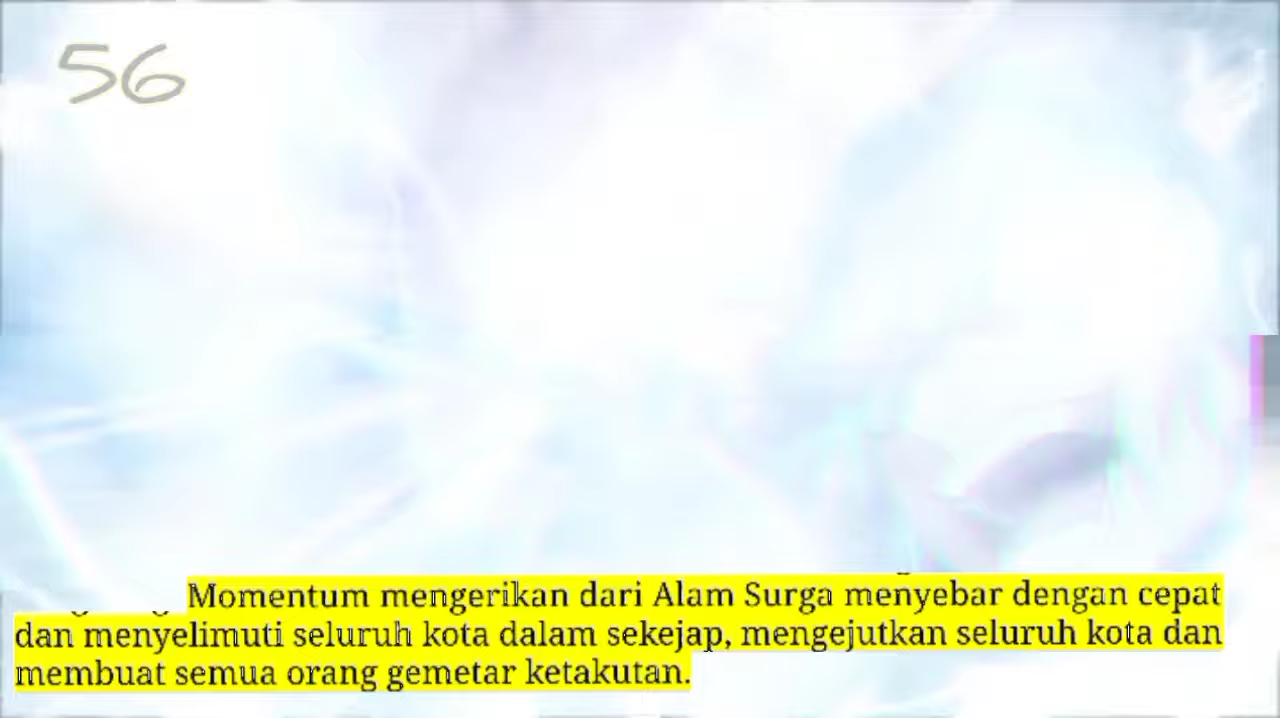 56
Momentum mengerikan dari Alam Surga menyebar dengan cepat
dan menyelimuti seluruh kota dalam sekejap, mengejutkan seluruh kota dan
membuat semua orang gemetar ketakutan.